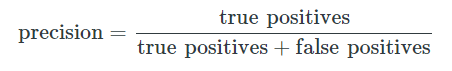 precision = true positives / true positives + false positives